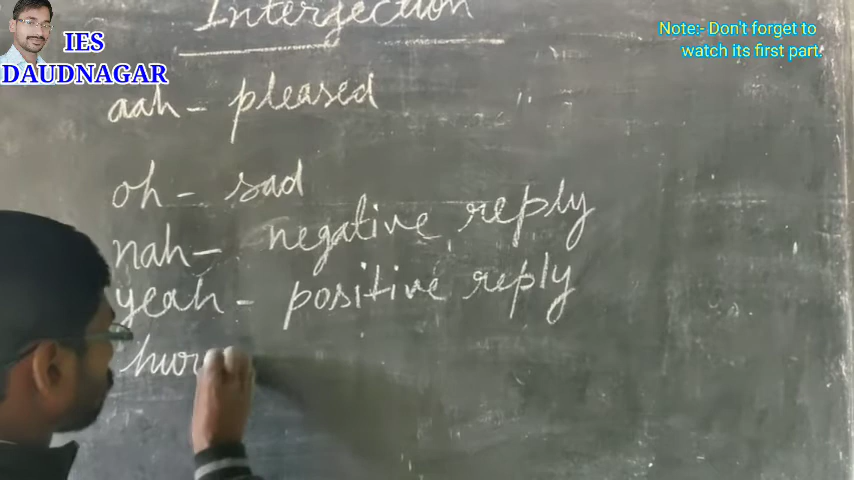 IES
DAUDNAGAR
Note:- Don't forget to
watch its first part.
Interjection
aah - pleased
oh - sad
nah - negative reply
yeah - positive reply